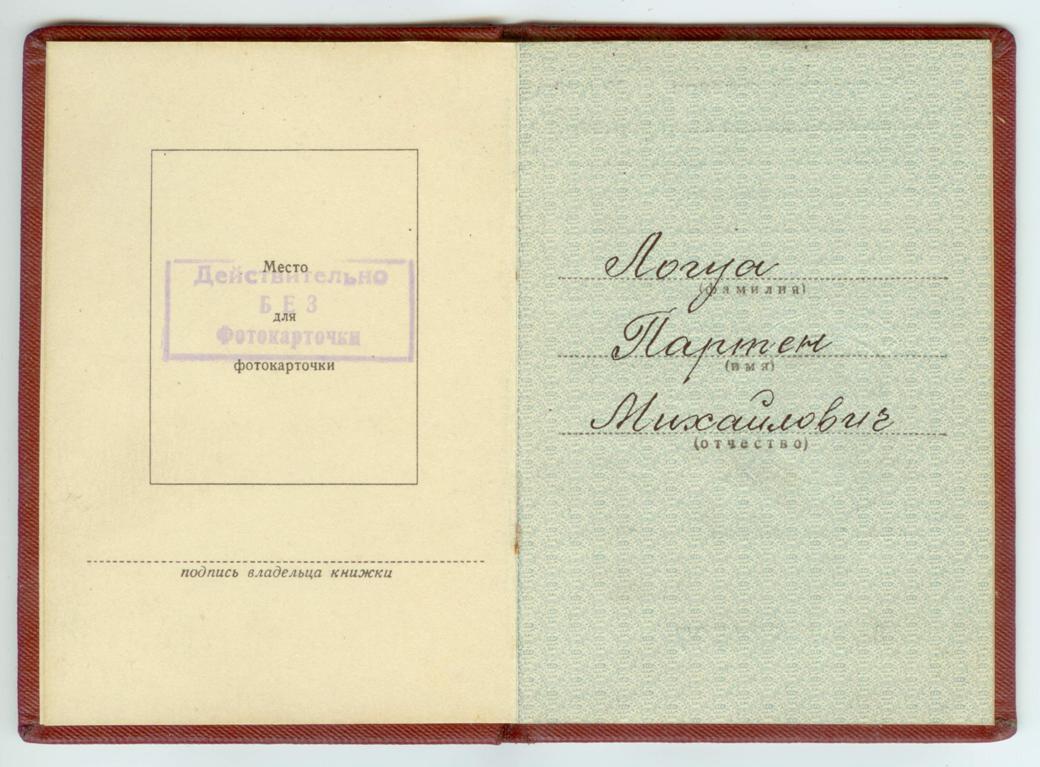 Место
Действительно
БЕЗ
для
Фотокарточки
фотокарточки
подпись владельца книжки
Логуа
(фамилия)
Партен
(имя)
Михайлович
(отчество)